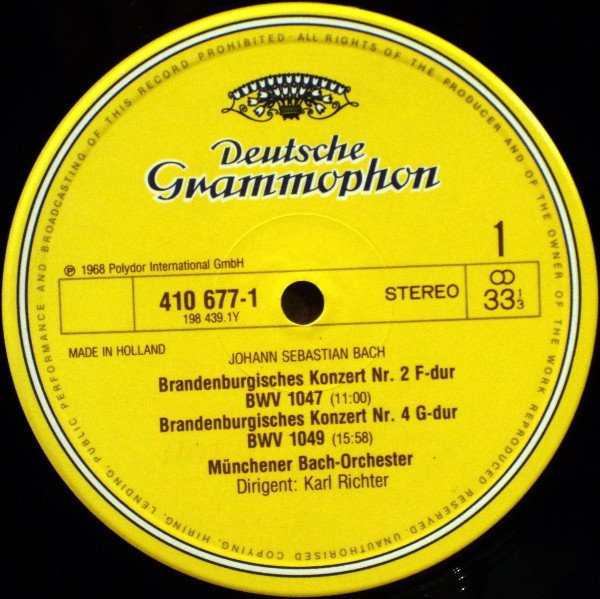 ALL RIGHTS OF THE PRODUCER AND OF THE OWNER OF THE WORK REPRODUCED RESERVED. UNAUTHORISED COPYING, HIRING, LENDING, PUBLIC PERFORMANCE AND BROADCASTING OF THIS RECORD PROHIBITED
Deutsche
Grammophon
1
℗ 1968 Polydor International GmbH
410 677-1
198 439.1Y
STEREO
33 1/3
MADE IN HOLLAND
JOHANN SEBASTIAN BACH
Brandenburgisches Konzert Nr. 2 F-dur
BWV 1047 (11:00)
Brandenburgisches Konzert Nr. 4 G-dur
BWV 1049 (15:58)
Münchener Bach-Orchester
Dirigent: Karl Richter